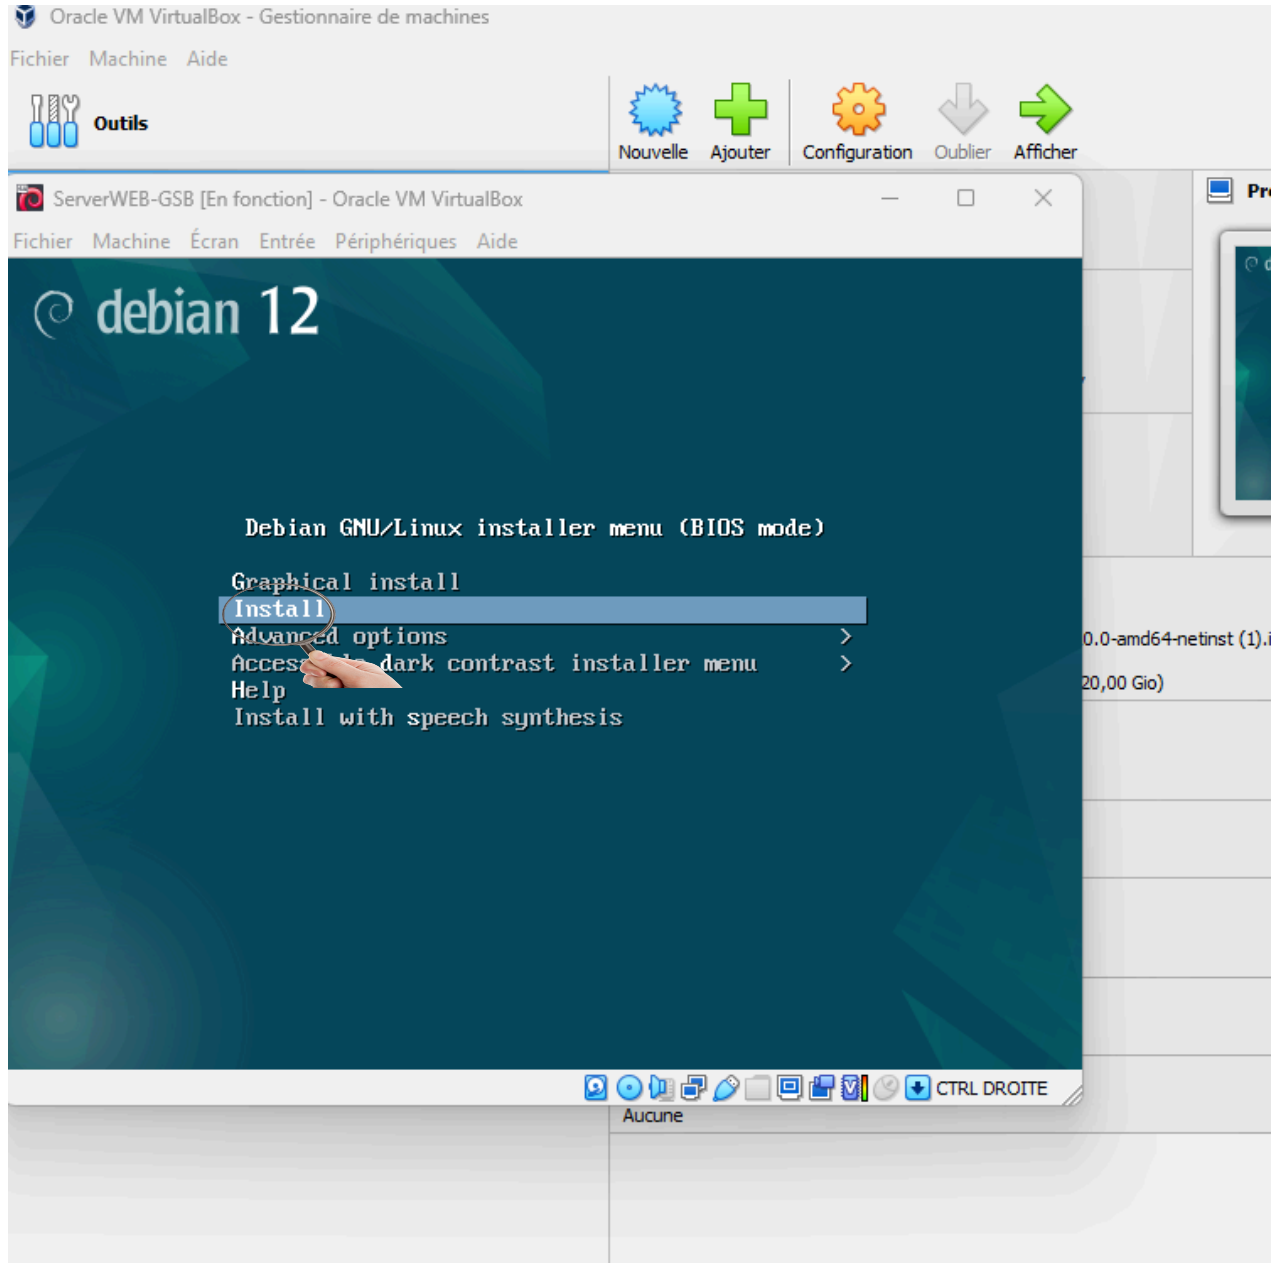 Oracle VM VirtualBox - Gestionnaire de machines
Fichier Machine Aide
Outils
Nouvelle Ajouter Configuration Oublier Afficher
ServerWEB-GSB [En fonction] - Oracle VM VirtualBox
Fichier Machine Écran Entrée Périphériques Aide
debian 12
Debian GNU/Linux installer menu (BIOS mode)
Graphical install
Install
Advanced options >
dark contrast installer menu >
Help
Install with speech synthesis
0.0-amd64-netinst (1).i
20,00 Gio)
CTRL DROITE
Aucune